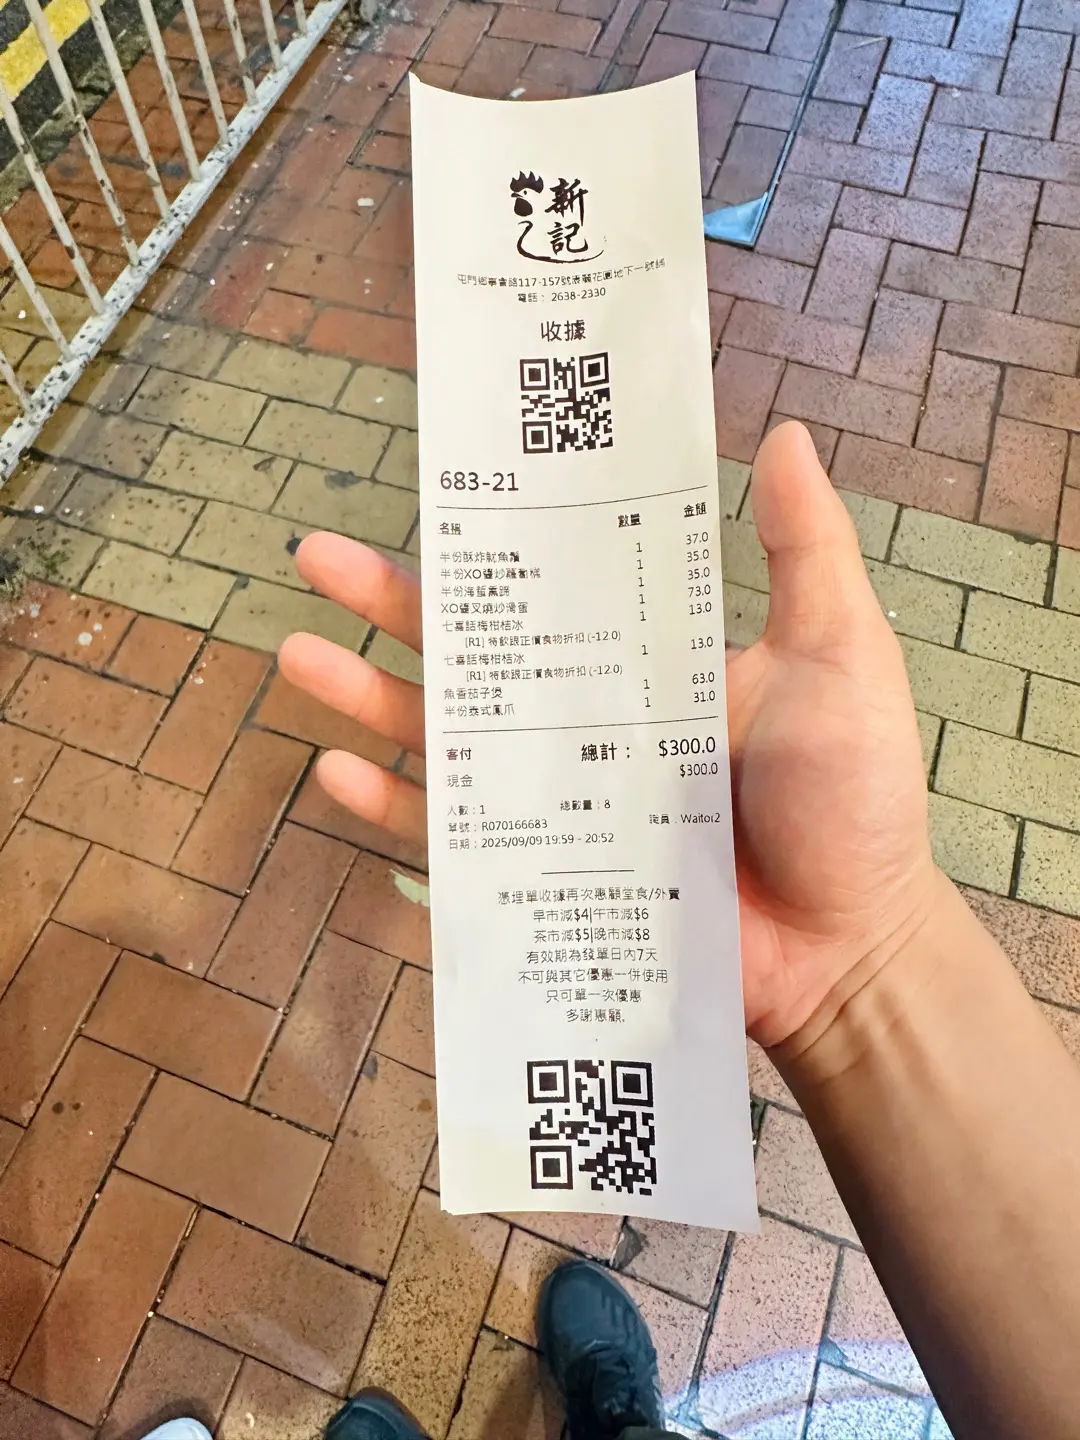 新記
屯門鄉事會路117-157號康麗花園地下一號舖
電話： 2638-2330
收據
683-21
名稱 數量 金額
半份酥炸魷魚鬚 1 37.0
半份XO醬炒蘿蔔糕 1 35.0
半份海蜇熏蹄 1 35.0
XO醬叉燒炒滑蛋 1 73.0
七喜話梅柑桔冰 1 13.0
[R1] 特飲跟正價食物折扣 (-12.0)
七喜話梅柑桔冰 1 13.0
[R1] 特飲跟正價食物折扣 (-12.0)
魚香茄子煲 1 63.0
半份泰式鳳爪 1 31.0
客付 總計： $300.0
現金 $300.0
人數：1 總數量：8
單號：R070166683 職員：Waitor2
日期：2025/09/09 19:59 - 20:52
憑埋單收據再次惠顧堂食/外賣
早市減$4|午市減$6
茶市減$5|晚市減$8
有效期為發單日內7天
不可與其它優惠一併使用
只可單一次優惠
多謝惠顧。